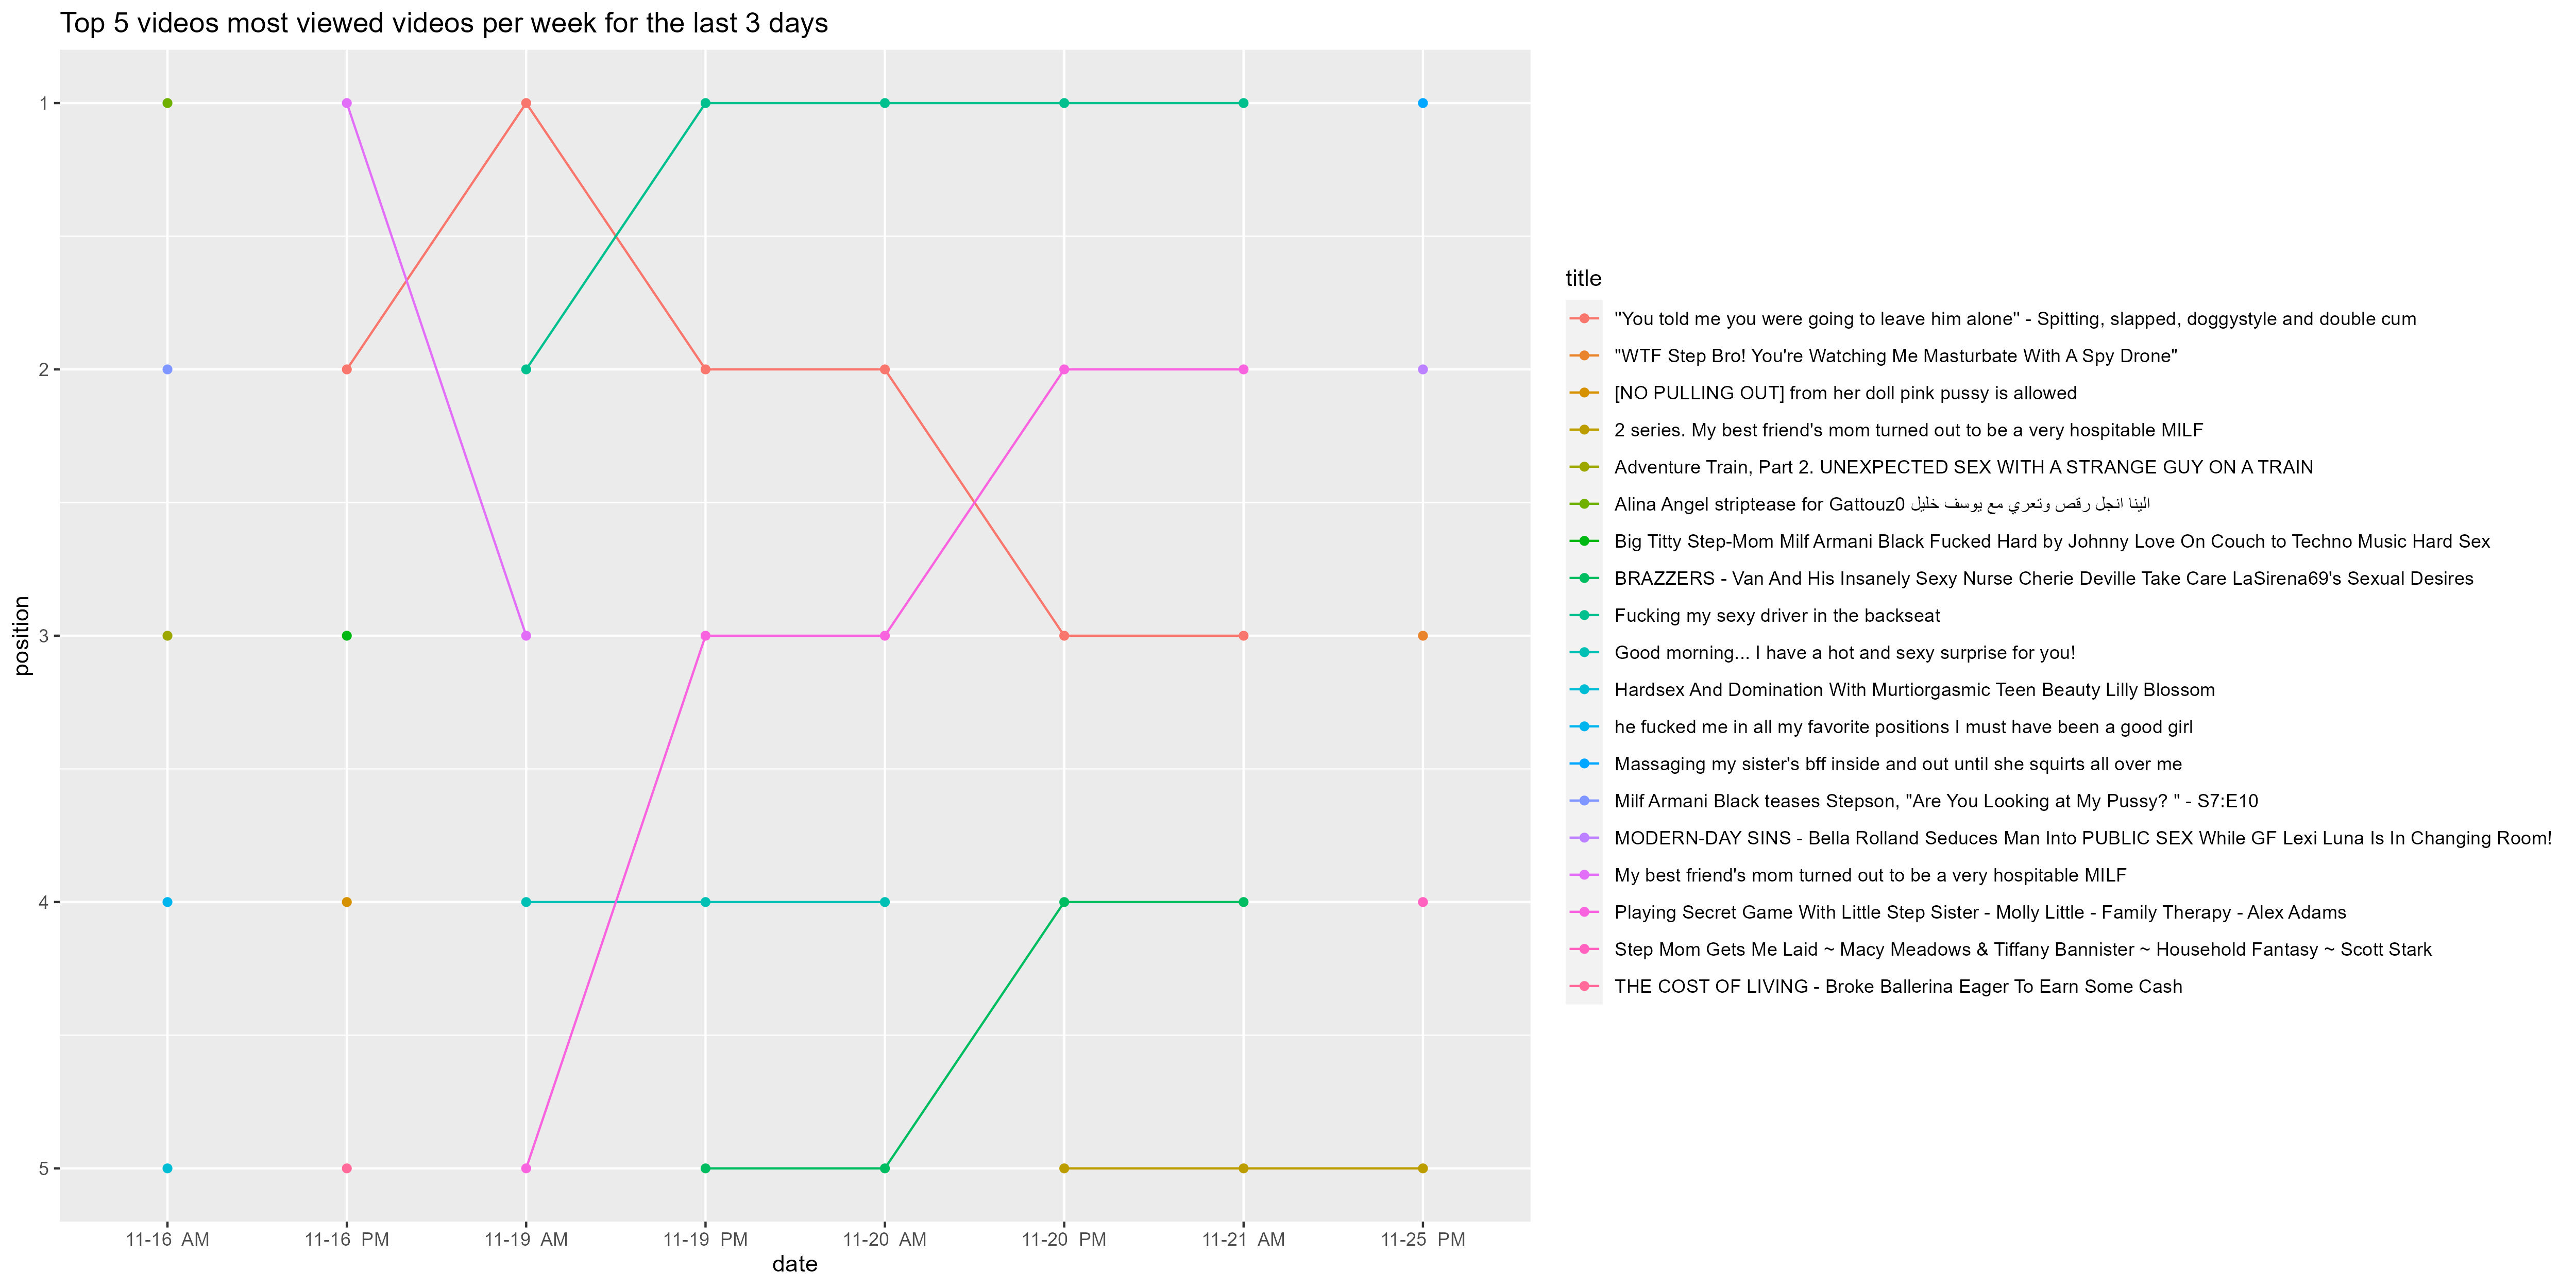 Top 5 videos most viewed videos per week for the last 3 days
position
1
2
3
4
5
11-16 AM
11-16 PM
11-19 AM
11-19 PM
11-20 AM
11-20 PM
11-21 AM
11-25 PM
date
title
"You told me you were going to leave him alone" - Spitting, slapped, doggystyle and double cum
"WTF Step Bro! You're Watching Me Masturbate With A Spy Drone"
[NO PULLING OUT] from her doll pink pussy is allowed
2 series. My best friend's mom turned out to be a very hospitable MILF
Adventure Train, Part 2. UNEXPECTED SEX WITH A STRANGE GUY ON A TRAIN
Alina Angel striptease for Gattouz0 الينا انجل رقص وتعري مع يوسف خليل
Big Titty Step-Mom Milf Armani Black Fucked Hard by Johnny Love On Couch to Techno Music Hard Sex
BRAZZERS - Van And His Insanely Sexy Nurse Cherie Deville Take Care LaSirena69's Sexual Desires
Fucking my sexy driver in the backseat
Good morning... I have a hot and sexy surprise for you!
Hardsex And Domination With Murtiorgasmic Teen Beauty Lilly Blossom
he fucked me in all my favorite positions I must have been a good girl
Massaging my sister's bff inside and out until she squirts all over me
Milf Armani Black teases Stepson, "Are You Looking at My Pussy? " - S7:E10
MODERN-DAY SINS - Bella Rolland Seduces Man Into PUBLIC SEX While GF Lexi Luna Is In Changing Room!
My best friend's mom turned out to be a very hospitable MILF
Playing Secret Game With Little Step Sister - Molly Little - Family Therapy - Alex Adams
Step Mom Gets Me Laid ~ Macy Meadows & Tiffany Bannister ~ Household Fantasy ~ Scott Stark
THE COST OF LIVING - Broke Ballerina Eager To Earn Some Cash